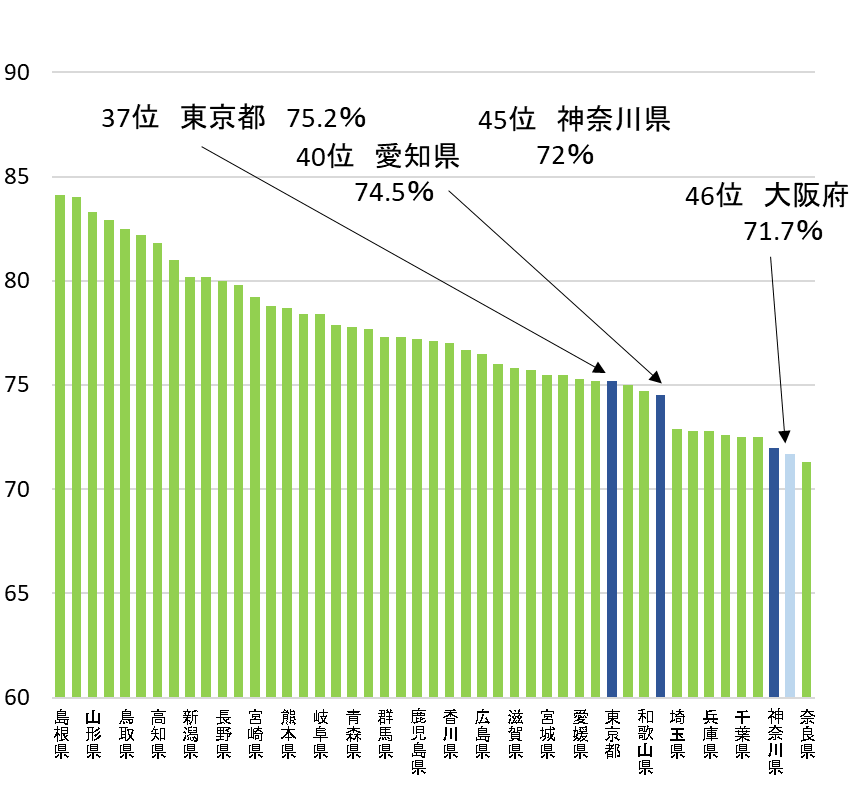 90
85
80
75
70
65
60
37位　東京都　75.2%
40位　愛知県
74.5%
45位　神奈川県
72%
46位　大阪府
71.7%
島根県
山形県
鳥取県
高知県
新潟県
長野県
宮崎県
熊本県
岐阜県
青森県
群馬県
鹿児島県
香川県
広島県
滋賀県
宮城県
愛媛県
東京都
和歌山県
埼玉県
兵庫県
千葉県
神奈川県
奈良県